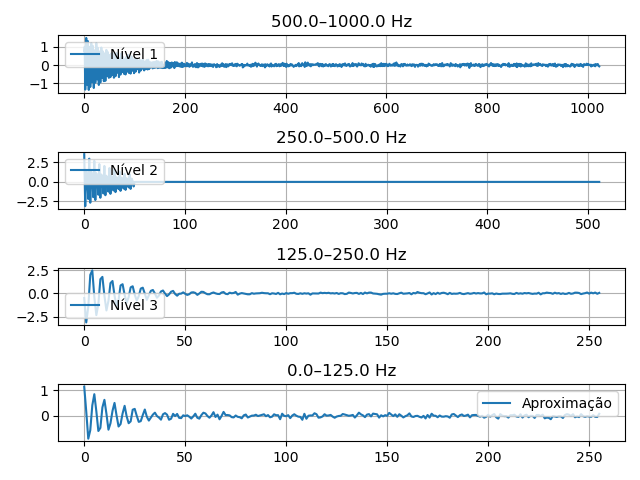 500.0–1000.0 Hz
1
0
−1
Nível 1
0 200 400 600 800 1000
250.0–500.0 Hz
2.5
0.0
−2.5
Nível 2
0 100 200 300 400 500
125.0–250.0 Hz
2.5
0.0
−2.5
Nível 3
0 50 100 150 200 250
0.0–125.0 Hz
1
0
Aproximação
0 50 100 150 200 250